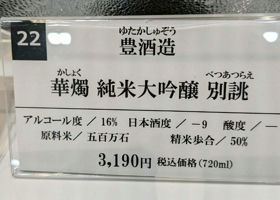 22
ゆたかしゅぞう
豊酒造
かしょく べつあつらえ
華燭 純米大吟醸 別誂
アルコール度 / 16% 日本酒度 / -9 酸度 / -
原料米 / 五百万石 精米歩合 / 50%
3,190円 税込価格(720ml)